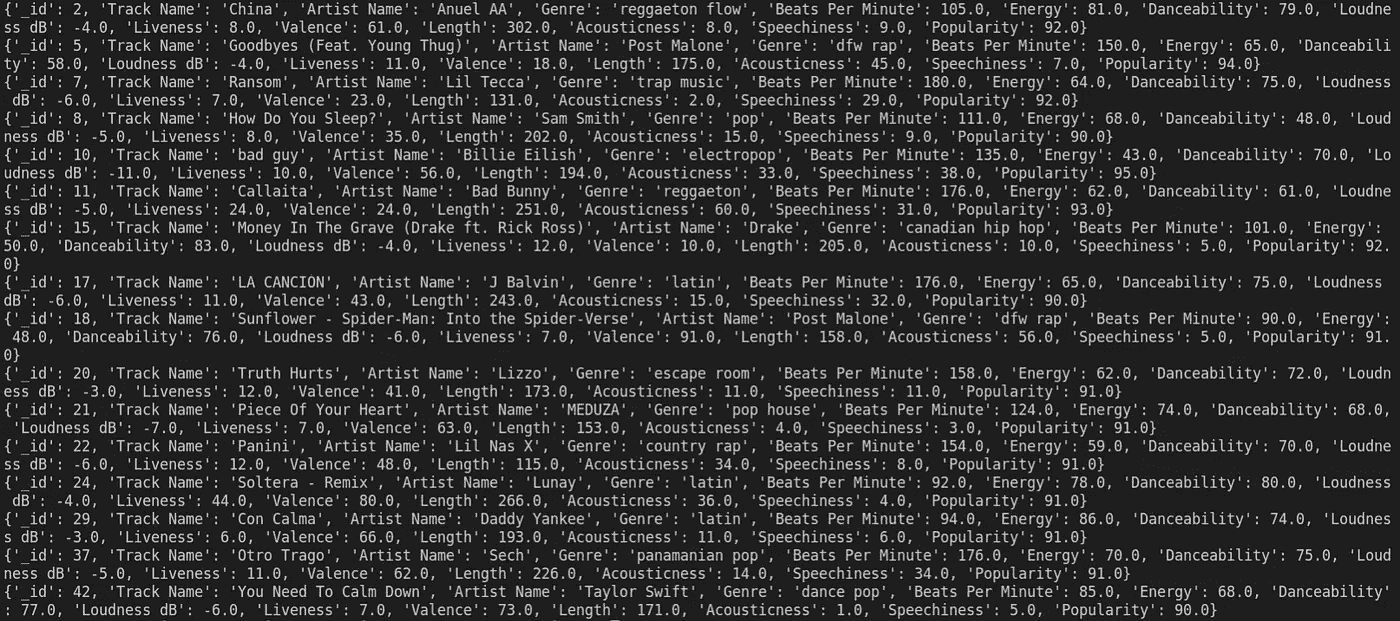 {'_id': 2, 'Track Name': 'China', 'Artist Name': 'Anuel AA', 'Genre': 'reggaeton flow', 'Beats Per Minute': 105.0, 'Energy': 81.0, 'Danceability': 79.0, 'Loudne
ss dB': -4.0, 'Liveness': 8.0, 'Valence': 61.0, 'Length': 302.0, 'Acousticness': 8.0, 'Speechiness': 9.0, 'Popularity': 92.0}
{'_id': 5, 'Track Name': 'Goodbyes (Feat. Young Thug)', 'Artist Name': 'Post Malone', 'Genre': 'dfw rap', 'Beats Per Minute': 150.0, 'Energy': 65.0, 'Danceabili
ty': 58.0, 'Loudness dB': -4.0, 'Liveness': 11.0, 'Valence': 18.0, 'Length': 175.0, 'Acousticness': 45.0, 'Speechiness': 7.0, 'Popularity': 94.0}
{'_id': 7, 'Track Name': 'Ransom', 'Artist Name': 'Lil Tecca', 'Genre': 'trap music', 'Beats Per Minute': 180.0, 'Energy': 64.0, 'Danceability': 75.0, 'Loudness
 dB': -6.0, 'Liveness': 7.0, 'Valence': 23.0, 'Length': 131.0, 'Acousticness': 2.0, 'Speechiness': 29.0, 'Popularity': 92.0}
{'_id': 8, 'Track Name': 'How Do You Sleep?', 'Artist Name': 'Sam Smith', 'Genre': 'pop', 'Beats Per Minute': 111.0, 'Energy': 68.0, 'Danceability': 48.0, 'Loud
ness dB': -5.0, 'Liveness': 8.0, 'Valence': 35.0, 'Length': 202.0, 'Acousticness': 15.0, 'Speechiness': 9.0, 'Popularity': 90.0}
{'_id': 10, 'Track Name': 'bad guy', 'Artist Name': 'Billie Eilish', 'Genre': 'electropop', 'Beats Per Minute': 135.0, 'Energy': 43.0, 'Danceability': 70.0, 'Lo
udness dB': -11.0, 'Liveness': 10.0, 'Valence': 56.0, 'Length': 194.0, 'Acousticness': 33.0, 'Speechiness': 38.0, 'Popularity': 95.0}
{'_id': 11, 'Track Name': 'Callaita', 'Artist Name': 'Bad Bunny', 'Genre': 'reggaeton', 'Beats Per Minute': 176.0, 'Energy': 62.0, 'Danceability': 61.0, 'Loudne
ss dB': -5.0, 'Liveness': 24.0, 'Valence': 24.0, 'Length': 251.0, 'Acousticness': 60.0, 'Speechiness': 31.0, 'Popularity': 93.0}
{'_id': 15, 'Track Name': 'Money In The Grave (Drake ft. Rick Ross)', 'Artist Name': 'Drake', 'Genre': 'canadian hip hop', 'Beats Per Minute': 101.0, 'Energy':
50.0, 'Danceability': 83.0, 'Loudness dB': -4.0, 'Liveness': 12.0, 'Valence': 10.0, 'Length': 205.0, 'Acousticness': 10.0, 'Speechiness': 5.0, 'Popularity': 92.
0}
{'_id': 17, 'Track Name': 'LA CANCIÓN', 'Artist Name': 'J Balvin', 'Genre': 'latin', 'Beats Per Minute': 176.0, 'Energy': 65.0, 'Danceability': 75.0, 'Loudness
dB': -6.0, 'Liveness': 11.0, 'Valence': 43.0, 'Length': 243.0, 'Acousticness': 15.0, 'Speechiness': 32.0, 'Popularity': 90.0}
{'_id': 18, 'Track Name': 'Sunflower - Spider-Man: Into the Spider-Verse', 'Artist Name': 'Post Malone', 'Genre': 'dfw rap', 'Beats Per Minute': 90.0, 'Energy':
 48.0, 'Danceability': 76.0, 'Loudness dB': -6.0, 'Liveness': 7.0, 'Valence': 91.0, 'Length': 158.0, 'Acousticness': 56.0, 'Speechiness': 5.0, 'Popularity': 91.
0}
{'_id': 20, 'Track Name': 'Truth Hurts', 'Artist Name': 'Lizzo', 'Genre': 'escape room', 'Beats Per Minute': 158.0, 'Energy': 62.0, 'Danceability': 72.0, 'Loudn
ess dB': -3.0, 'Liveness': 12.0, 'Valence': 41.0, 'Length': 173.0, 'Acousticness': 11.0, 'Speechiness': 11.0, 'Popularity': 91.0}
{'_id': 21, 'Track Name': 'Piece Of Your Heart', 'Artist Name': 'MEDUZA', 'Genre': 'pop house', 'Beats Per Minute': 124.0, 'Energy': 74.0, 'Danceability': 68.0,
 'Loudness dB': -7.0, 'Liveness': 7.0, 'Valence': 63.0, 'Length': 153.0, 'Acousticness': 4.0, 'Speechiness': 3.0, 'Popularity': 91.0}
{'_id': 22, 'Track Name': 'Panini', 'Artist Name': 'Lil Nas X', 'Genre': 'country rap', 'Beats Per Minute': 154.0, 'Energy': 59.0, 'Danceability': 70.0, 'Loudne
ss dB': -6.0, 'Liveness': 12.0, 'Valence': 48.0, 'Length': 115.0, 'Acousticness': 34.0, 'Speechiness': 8.0, 'Popularity': 91.0}
{'_id': 24, 'Track Name': 'Soltera - Remix', 'Artist Name': 'Lunay', 'Genre': 'latin', 'Beats Per Minute': 92.0, 'Energy': 78.0, 'Danceability': 80.0, 'Loudness
 dB': -4.0, 'Liveness': 44.0, 'Valence': 80.0, 'Length': 266.0, 'Acousticness': 36.0, 'Speechiness': 4.0, 'Popularity': 91.0}
{'_id': 29, 'Track Name': 'Con Calma', 'Artist Name': 'Daddy Yankee', 'Genre': 'latin', 'Beats Per Minute': 94.0, 'Energy': 86.0, 'Danceability': 74.0, 'Loudnes
s dB': -3.0, 'Liveness': 6.0, 'Valence': 66.0, 'Length': 193.0, 'Acousticness': 11.0, 'Speechiness': 6.0, 'Popularity': 91.0}
{'_id': 37, 'Track Name': 'Otro Trago', 'Artist Name': 'Sech', 'Genre': 'panamanian pop', 'Beats Per Minute': 176.0, 'Energy': 70.0, 'Danceability': 75.0, 'Loud
ness dB': -5.0, 'Liveness': 11.0, 'Valence': 62.0, 'Length': 226.0, 'Acousticness': 14.0, 'Speechiness': 34.0, 'Popularity': 91.0}
{'_id': 42, 'Track Name': 'You Need To Calm Down', 'Artist Name': 'Taylor Swift', 'Genre': 'dance pop', 'Beats Per Minute': 85.0, 'Energy': 68.0, 'Danceability'
: 77.0, 'Loudness dB': -6.0, 'Liveness': 7.0, 'Valence': 73.0, 'Length': 171.0, 'Acousticness': 1.0, 'Speechiness': 5.0, 'Popularity': 90.0}